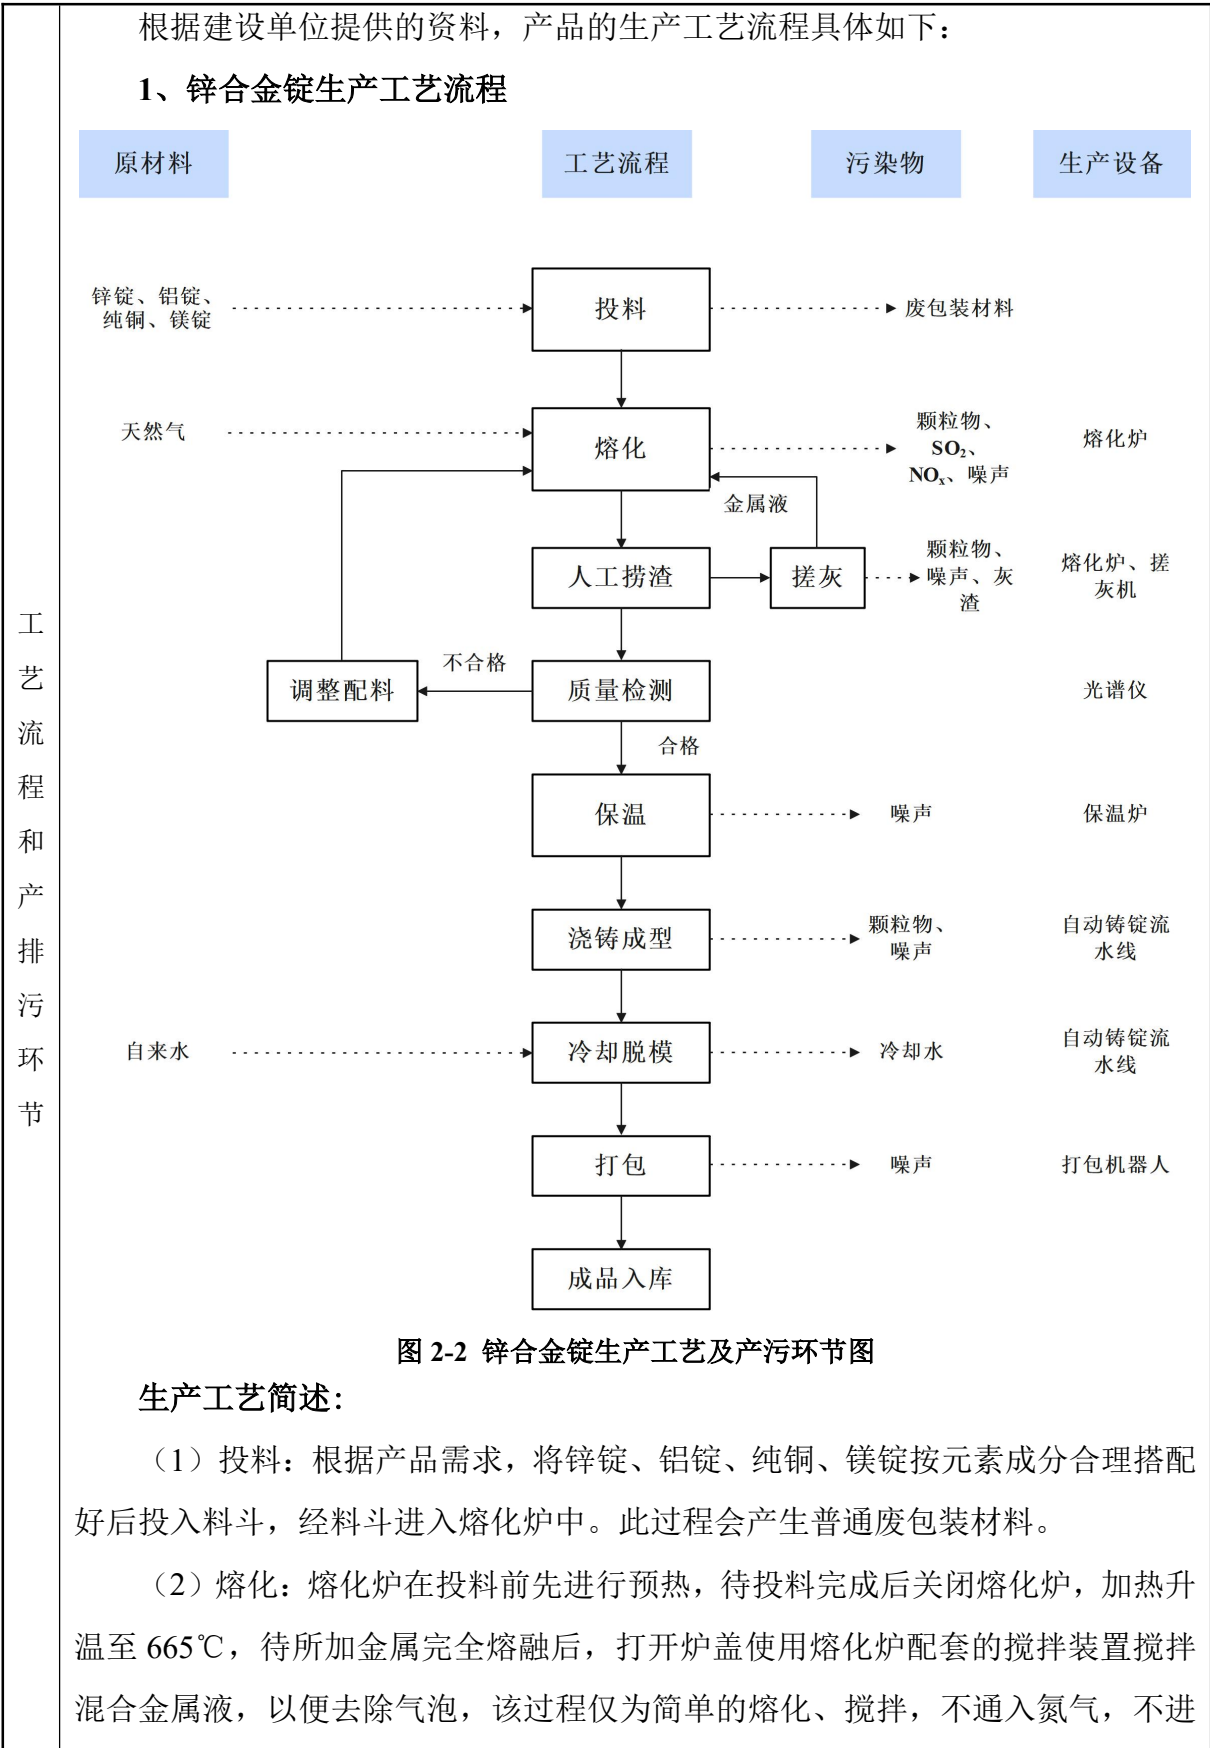 根据建设单位提供的资料，产品的生产工艺流程具体如下：
1、锌合金锭生产工艺流程
原材料 工艺流程 污染物 生产设备
锌锭、铝锭、
纯铜、镁锭
投料
废包装材料
天然气
熔化
颗粒物、
SO₂、
NOₓ、噪声
熔化炉
金属液
人工捞渣
搓灰
颗粒物、
噪声、灰
渣
熔化炉、搓
灰机
调整配料
不合格
质量检测
光谱仪
合格
保温
噪声
保温炉
浇铸成型
颗粒物、
噪声
自动铸锭流
水线
自来水
冷却脱模
冷却水
自动铸锭流
水线
打包
噪声
打包机器人
成品入库
图 2-2 锌合金锭生产工艺及产污环节图
工
艺
流
程
和
产
排
污
环
节
生产工艺简述：
（1）投料：根据产品需求，将锌锭、铝锭、纯铜、镁锭按元素成分合理搭配
好后投入料斗，经料斗进入熔化炉中。此过程会产生普通废包装材料。
（2）熔化：熔化炉在投料前先进行预热，待投料完成后关闭熔化炉，加热升
温至 665℃，待所加金属完全熔融后，打开炉盖使用熔化炉配套的搅拌装置搅拌
混合金属液，以便去除气泡，该过程仅为简单的熔化、搅拌，不通入氮气，不进